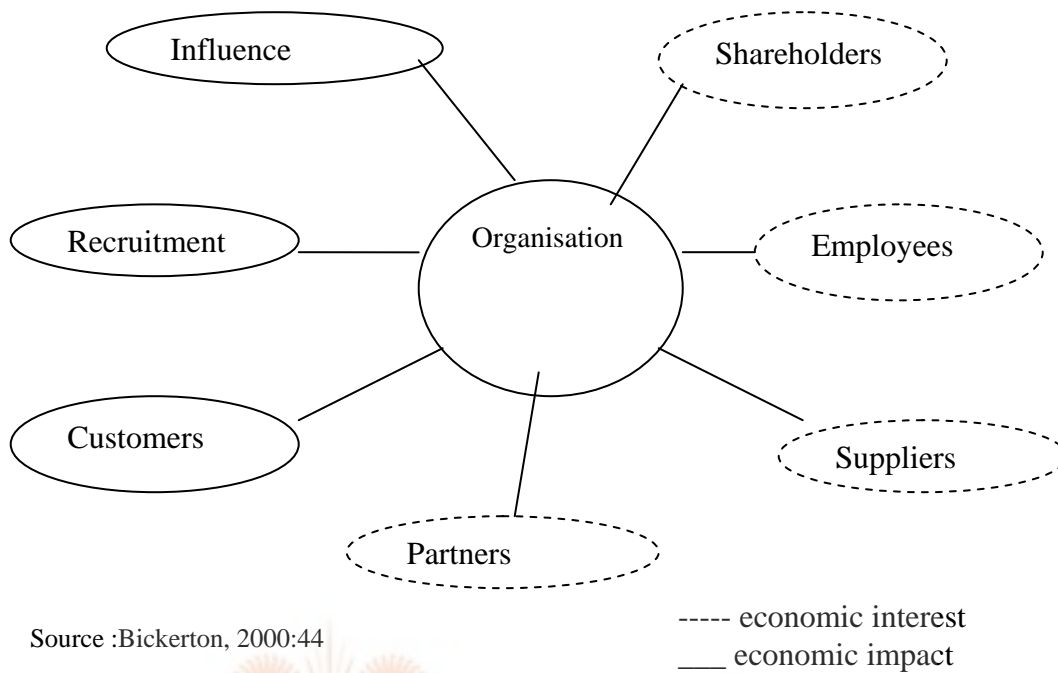 Influence
Shareholders
Recruitment
Organisation
Employees
Customers
Suppliers
Partners
Source :Bickerton, 2000:44
----- economic interest
___ economic impact